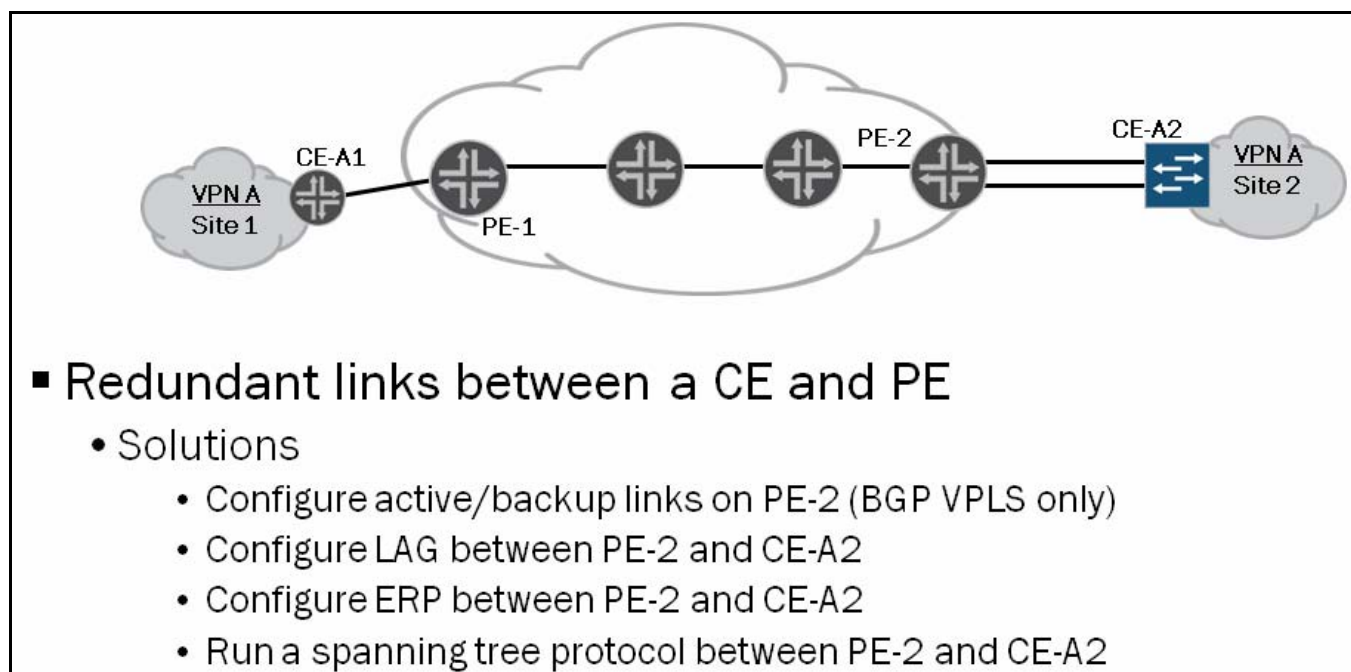 CE-A1
VPN A
Site 1
PE-1
PE-2
CE-A2
VPN A
Site 2
▪ Redundant links between a CE and PE
• Solutions
• Configure active/backup links on PE-2 (BGP VPLS only)
• Configure LAG between PE-2 and CE-A2
• Configure ERP between PE-2 and CE-A2
• Run a spanning tree protocol between PE-2 and CE-A2